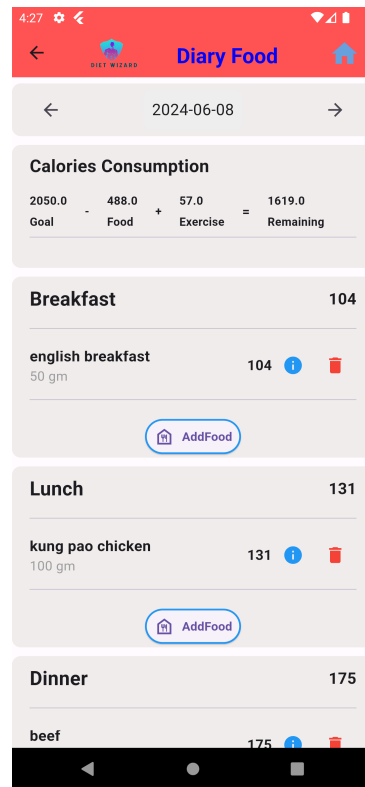 4:27
DIET WIZARD
Diary Food
2024-06-08
Calories Consumption
2050.0 - 488.0 + 57.0 = 1619.0
Goal Food Exercise Remaining
Breakfast 104
english breakfast 104
50 gm
AddFood
Lunch 131
kung pao chicken 131
100 gm
AddFood
Dinner 175
beef 175